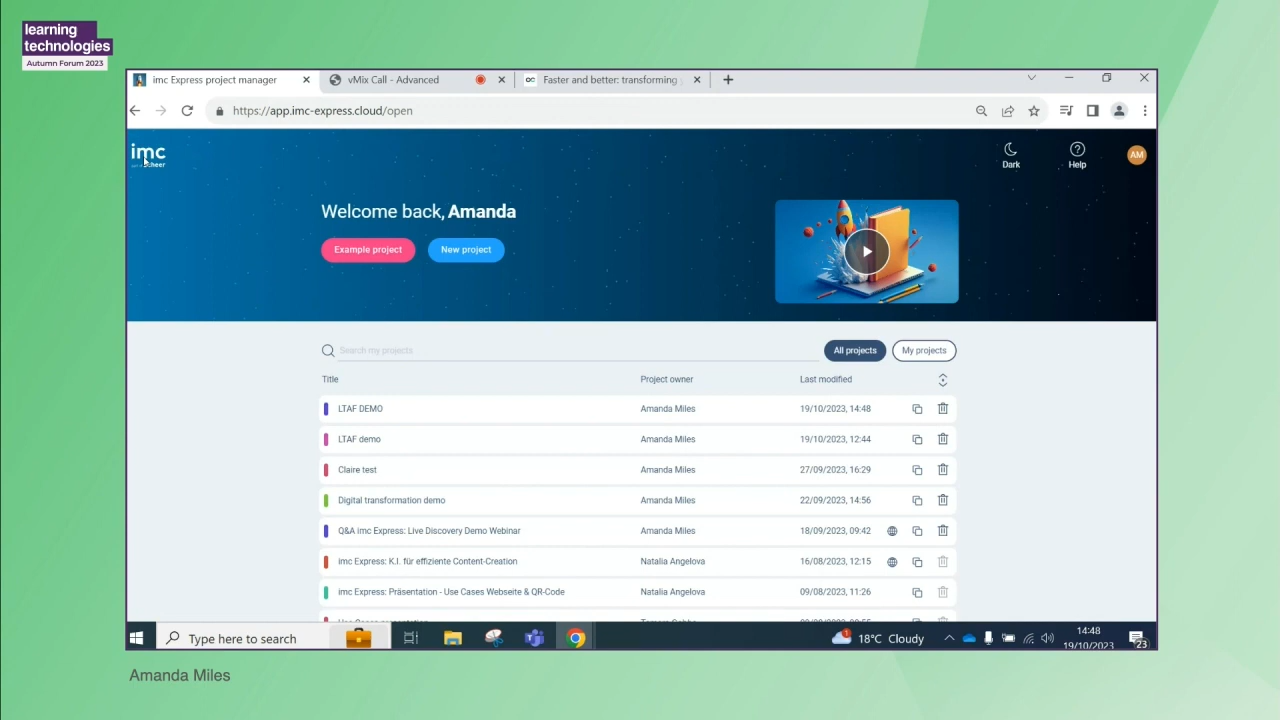 learning
technologies
Autumn Forum 2023
imc Express project manager
vMix Call - Advanced
Faster and better: transforming
https://app.imc-express.cloud/open
imc
scheer
Dark
Help
AM
Welcome back, Amanda
Example project
New project
Search my projects
All projects
My projects
Title
Project owner
Last modified
LTAF DEMO
Amanda Miles
19/10/2023, 14:48
LTAF demo
Amanda Miles
19/10/2023, 12:44
Claire test
Amanda Miles
27/09/2023, 16:29
Digital transformation demo
Amanda Miles
22/09/2023, 14:56
Q&A imc Express: Live Discovery Demo Webinar
Amanda Miles
18/09/2023, 09:42
imc Express: K.I. für effiziente Content-Creation
Natalia Angelova
16/08/2023, 12:15
imc Express: Präsentation - Use Cases Webseite & QR-Code
Natalia Angelova
09/08/2023, 11:26
Type here to search
1
18°C Cloudy
14:48
19/10/2023
23
Amanda Miles